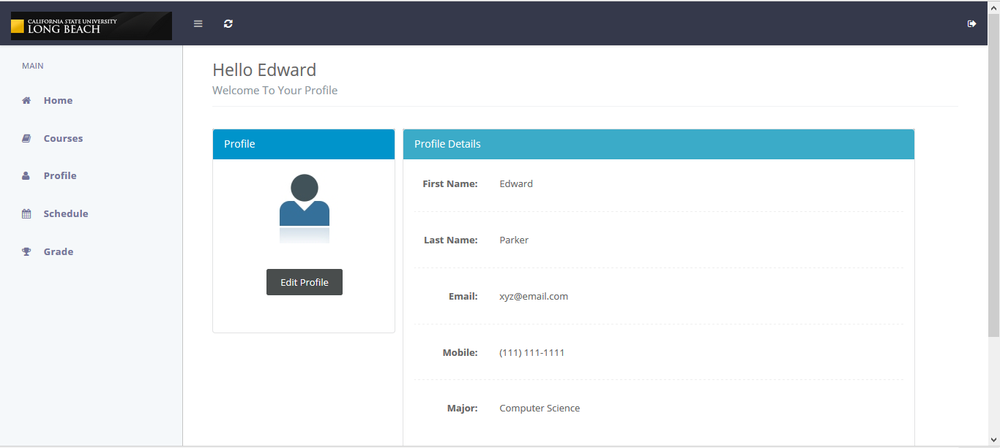 CALIFORNIA STATE UNIVERSITY
LONG BEACH
MAIN
Home
Courses
Profile
Schedule
Grade
Hello Edward
Welcome To Your Profile
Profile
Edit Profile
Profile Details
First Name: Edward
Last Name: Parker
Email: xyz@email.com
Mobile: (111) 111-1111
Major: Computer Science